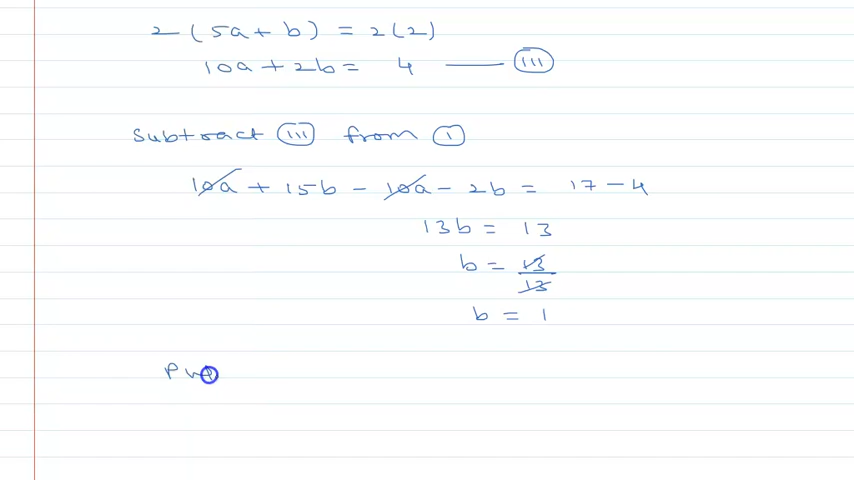 2 (5a + b) = 2(2)
10a + 2b = 4 —— (III)
Subtract (III) from (I)
10a + 15b - 10a - 2b = 17 - 4
13b = 13
b = 13/13
b = 1
Pu